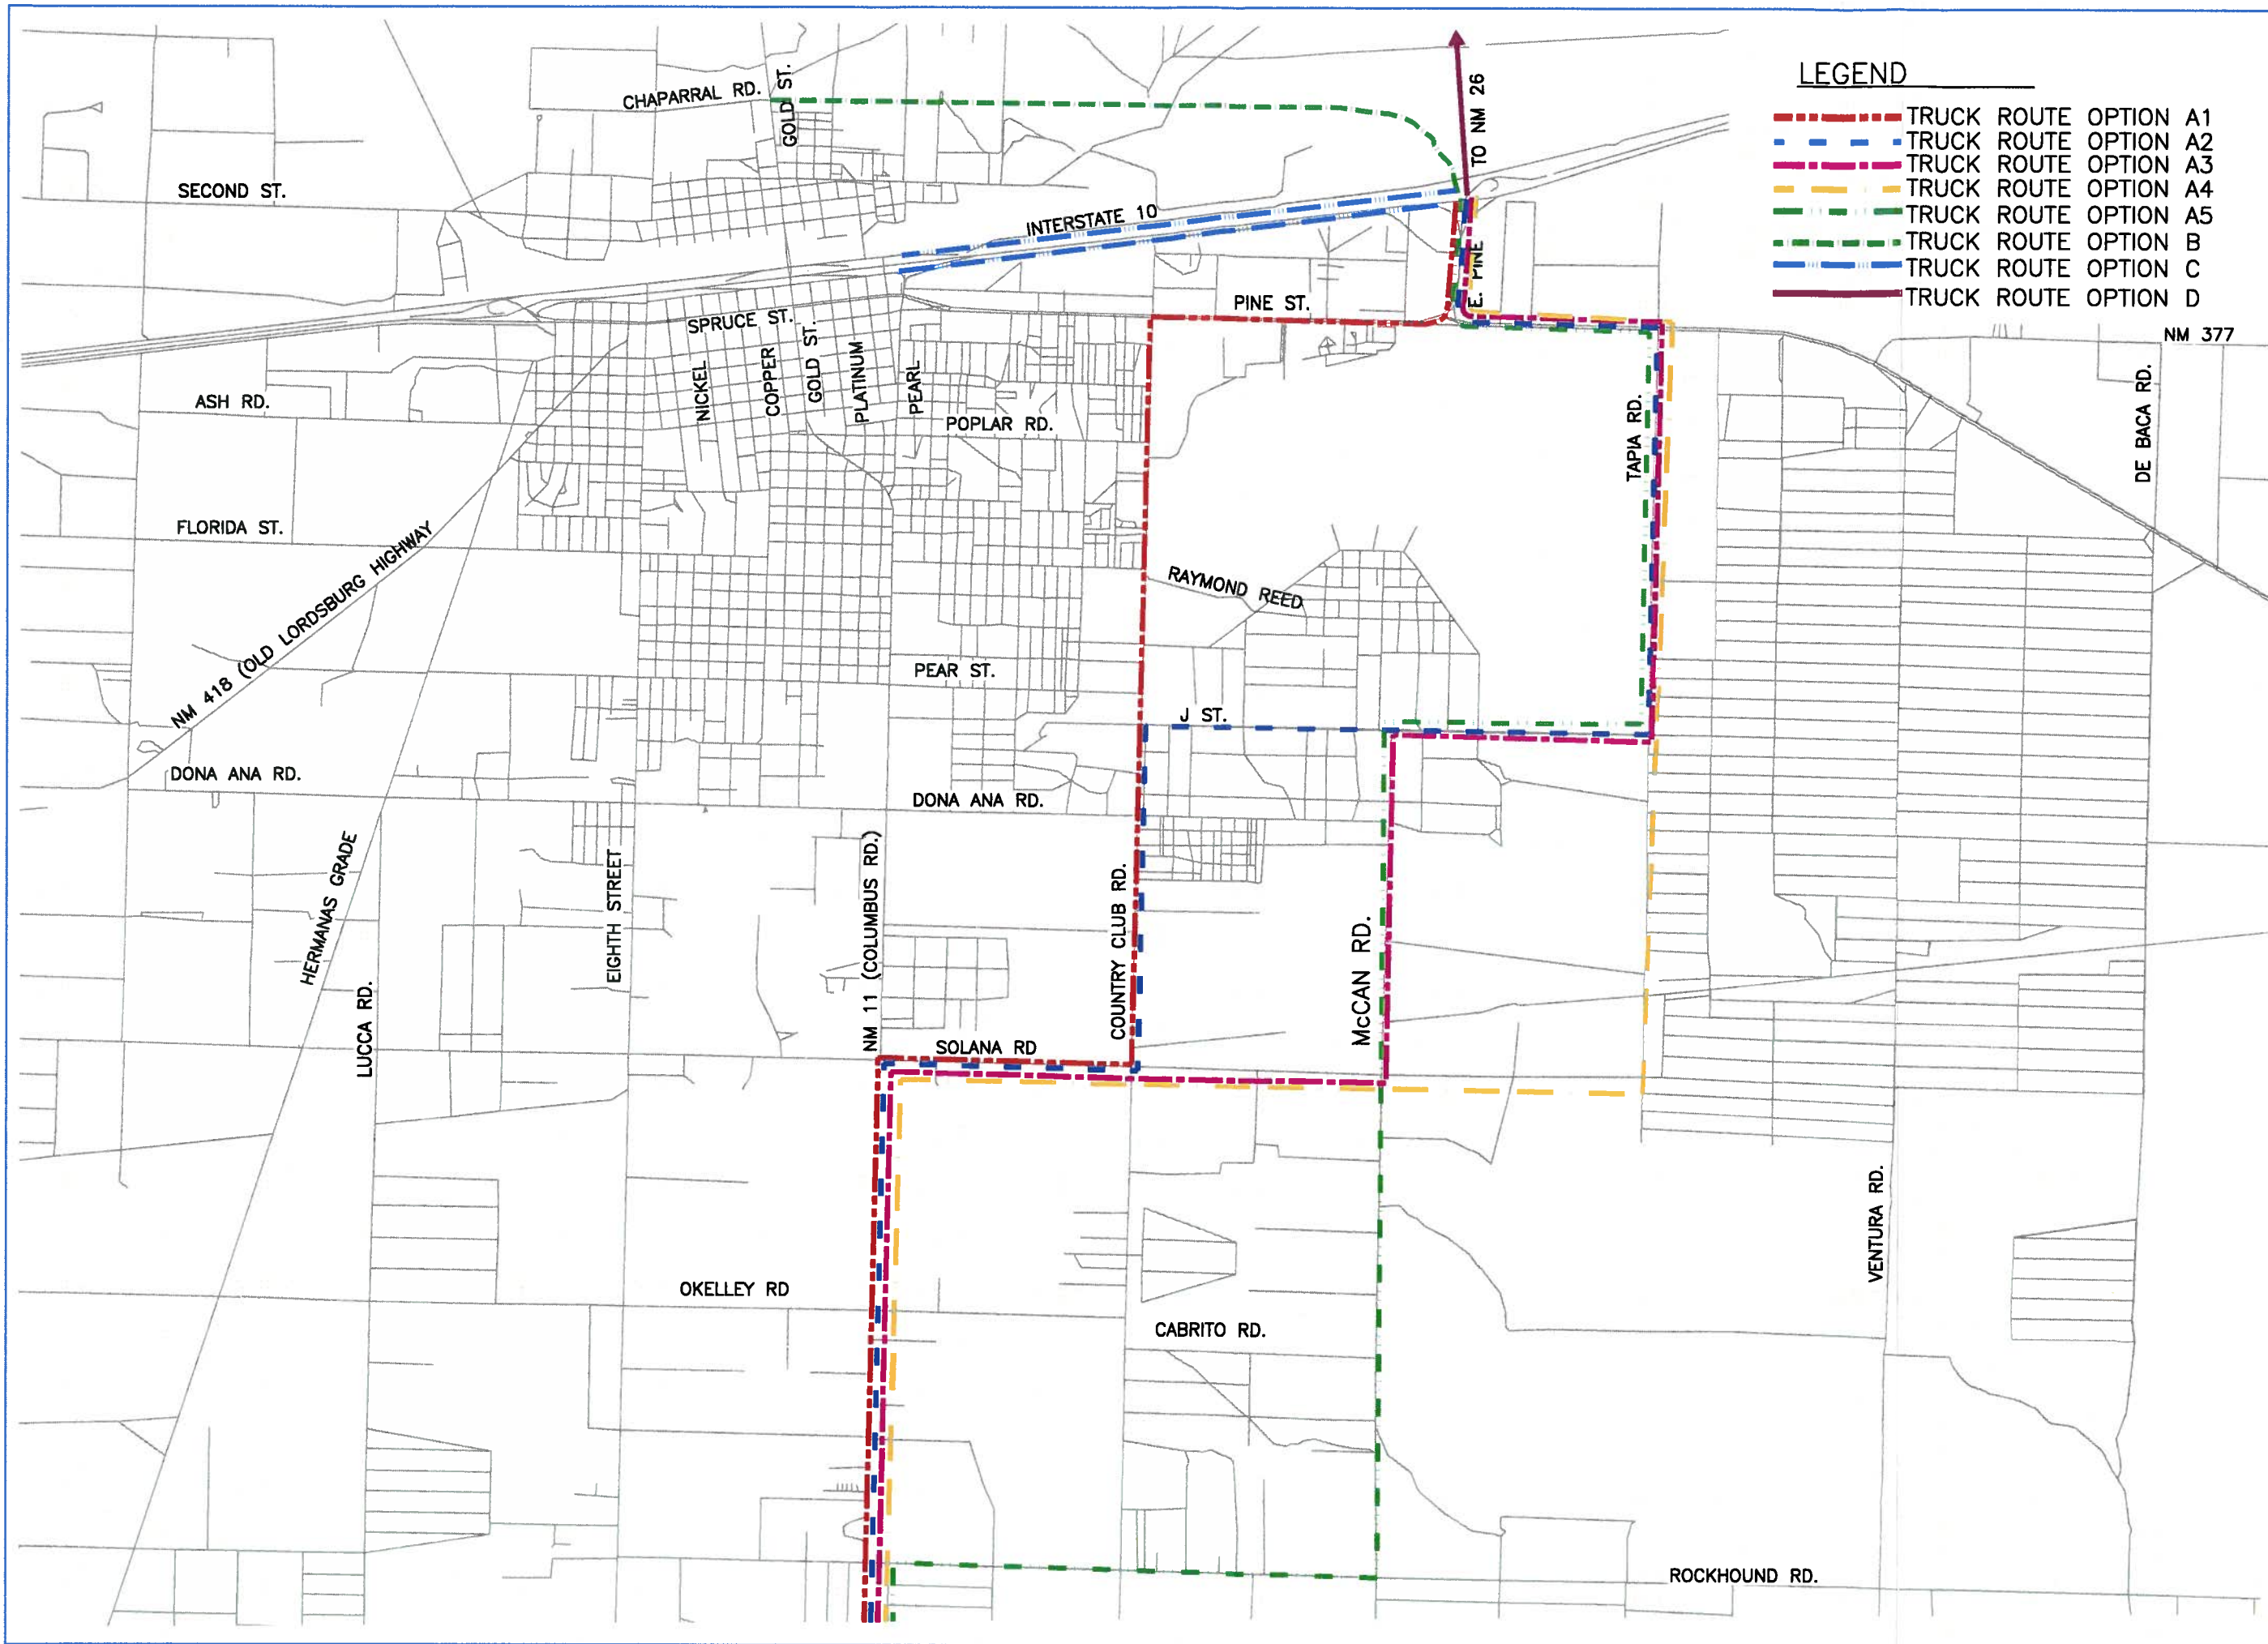 LEGEND
TRUCK ROUTE OPTION A1
TRUCK ROUTE OPTION A2
TRUCK ROUTE OPTION A3
TRUCK ROUTE OPTION A4
TRUCK ROUTE OPTION A5
TRUCK ROUTE OPTION B
TRUCK ROUTE OPTION C
TRUCK ROUTE OPTION D
TO NM 26
CHAPARRAL RD.
GOLD ST.
SECOND ST.
INTERSTATE 10
E. PINE
PINE ST.
NM 377
SPRUCE ST.
NICKEL
COPPER
GOLD ST.
PLATINUM
PEARL
ASH RD.
POPLAR RD.
TAPIA RD.
DE BACA RD.
FLORIDA ST.
NM 418 (OLD LORDSBURG HIGHWAY
RAYMOND REED
PEAR ST.
J ST.
DONA ANA RD.
DONA ANA RD.
HERMANAS GRADE
EIGHTH STREET
NM 11 (COLUMBUS RD.)
COUNTRY CLUB RD.
McCAN RD.
LUCCA RD.
SOLANA RD
VENTURA RD.
OKELLEY RD
CABRITO RD.
ROCKHOUND RD.